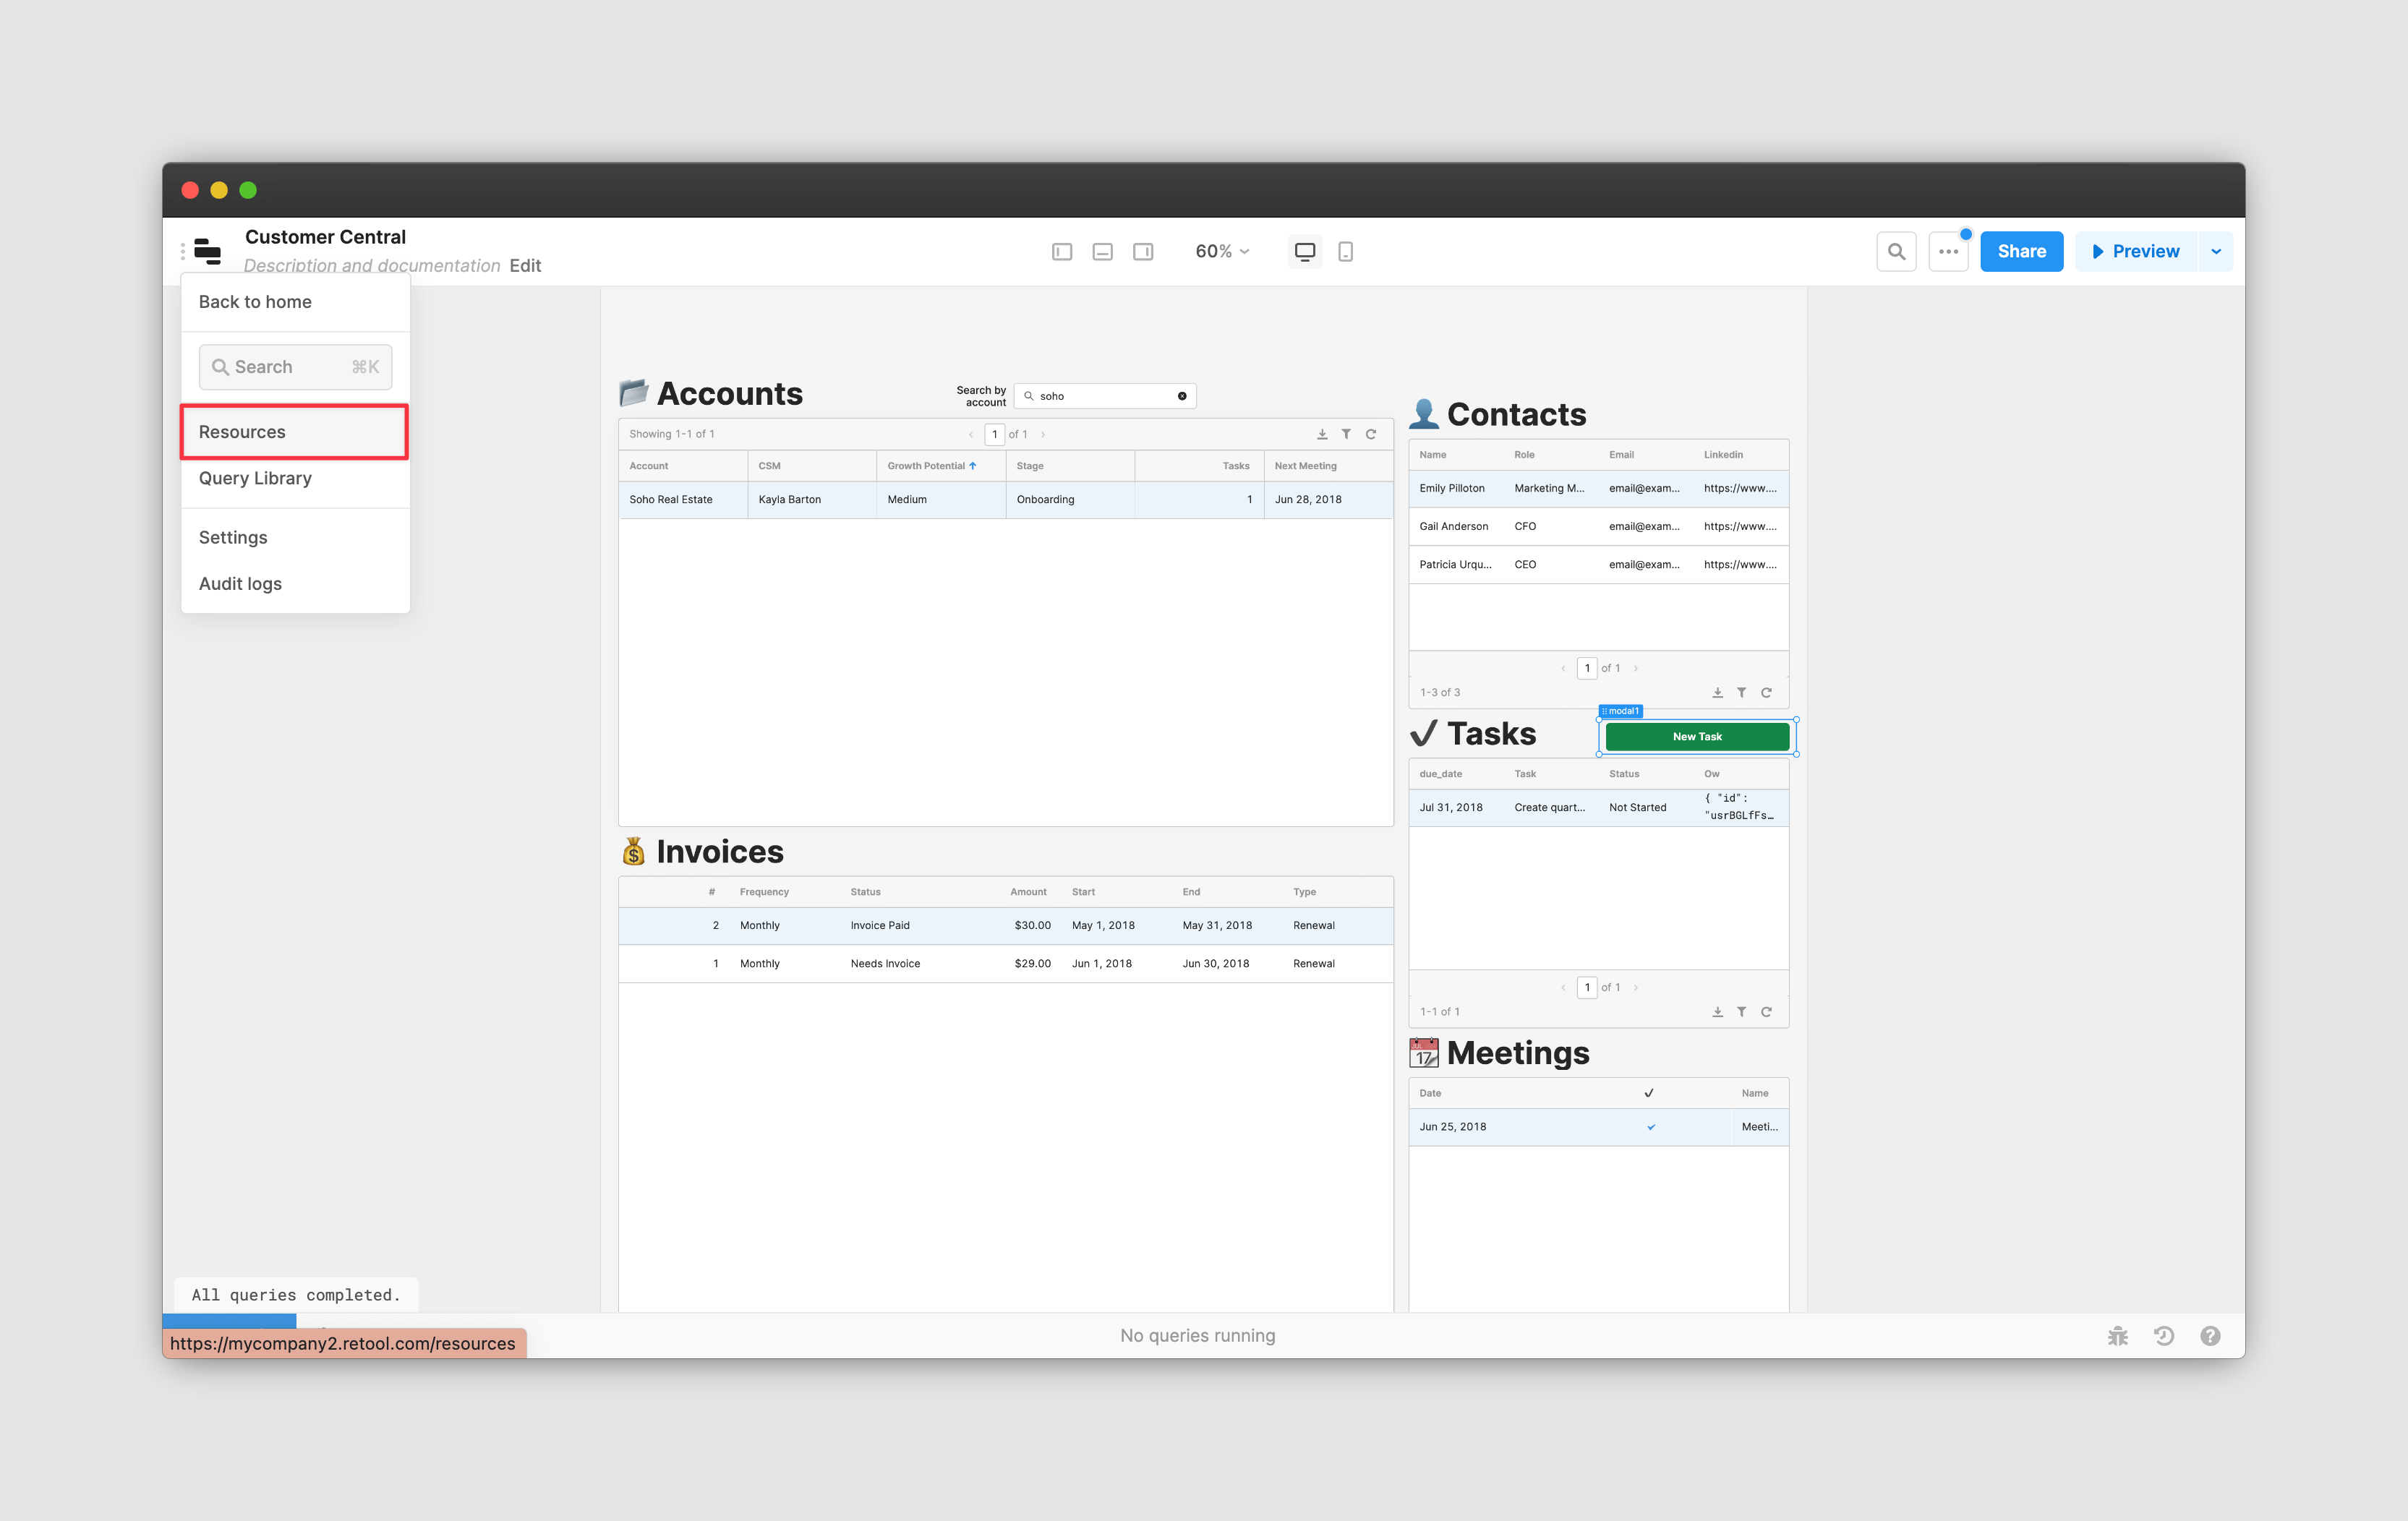 Customer Central
Description and documentation Edit
60%
Share
Preview
Back to home
Search ⌘K
Resources
Query Library
Settings
Audit logs
Accounts
Search by account
soho
Showing 1-1 of 1
1 of 1
Account CSM Growth Potential Stage Tasks Next Meeting
Soho Real Estate Kayla Barton Medium Onboarding 1 Jun 28, 2018
Invoices
# Frequency Status Amount Start End Type
2 Monthly Invoice Paid $30.00 May 1, 2018 May 31, 2018 Renewal
1 Monthly Needs Invoice $29.00 Jun 1, 2018 Jun 30, 2018 Renewal
Contacts
Name Role Email Linkedin
Emily Pilloton Marketing M... email@exam... https://www....
Gail Anderson CFO email@exam... https://www....
Patricia Urqu... CEO email@exam... https://www....
1 of 1
1-3 of 3
modal1
Tasks
New Task
due_date Task Status Ow
Jul 31, 2018 Create quart... Not Started { "id":
"usrBGLfFs…
1 of 1
1-1 of 1
17
Meetings
Date ✓ Name
Jun 25, 2018 Meeti...
All queries completed.
https://mycompany2.retool.com/resources
No queries running